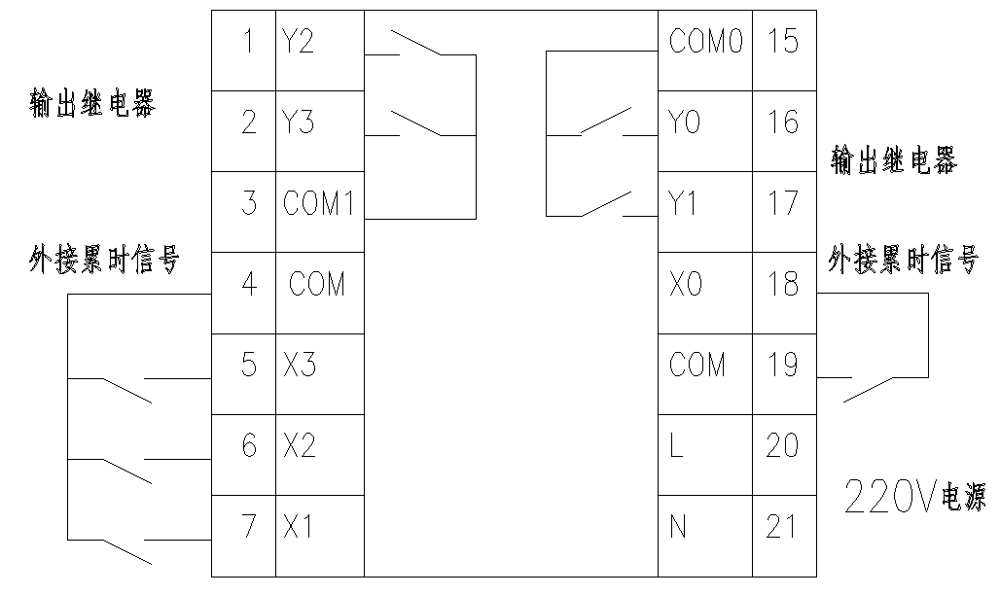 1 Y2
2 Y3
3 COM1
4 COM
5 X3
6 X2
7 X1
输出继电器
外接累时信号
COM0 15
Y0 16
Y1 17
X0 18
COM 19
L 20
N 21
输出继电器
外接累时信号
220V电源